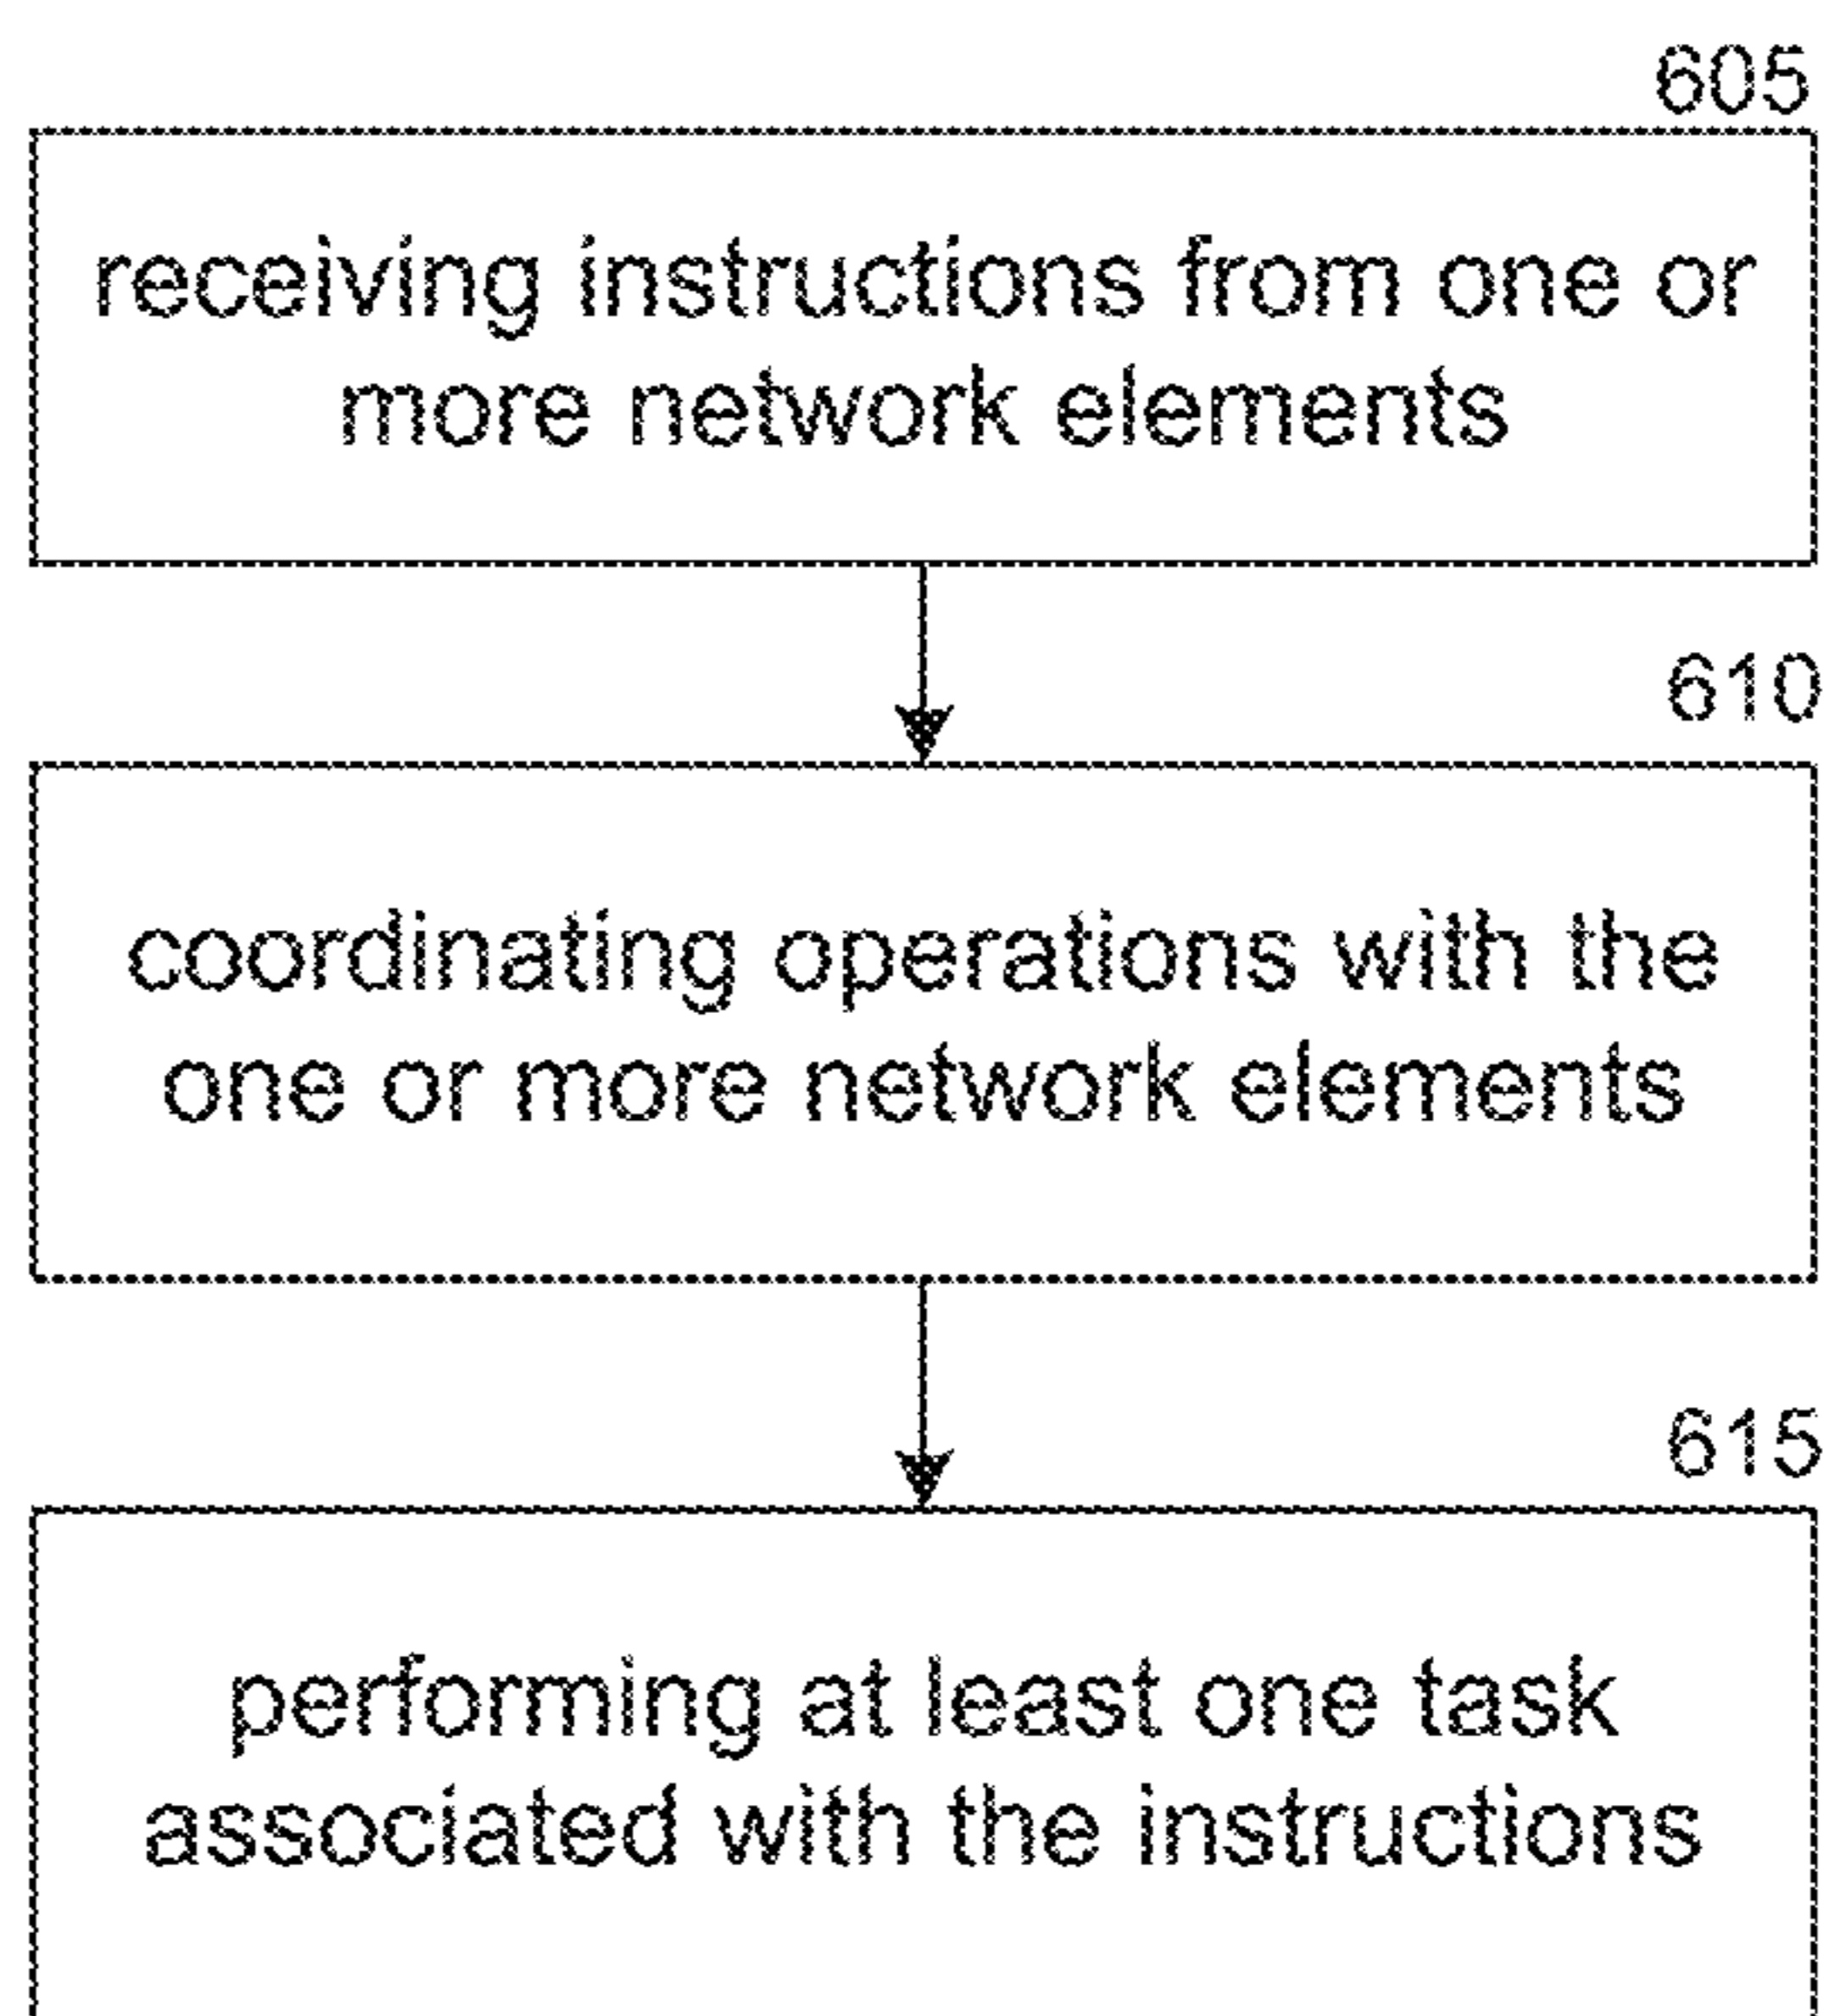 605
receiving instructions from one or
more network elements
610
coordinating operations with the
one or more network elements
615
performing at least one task
associated with the instructions